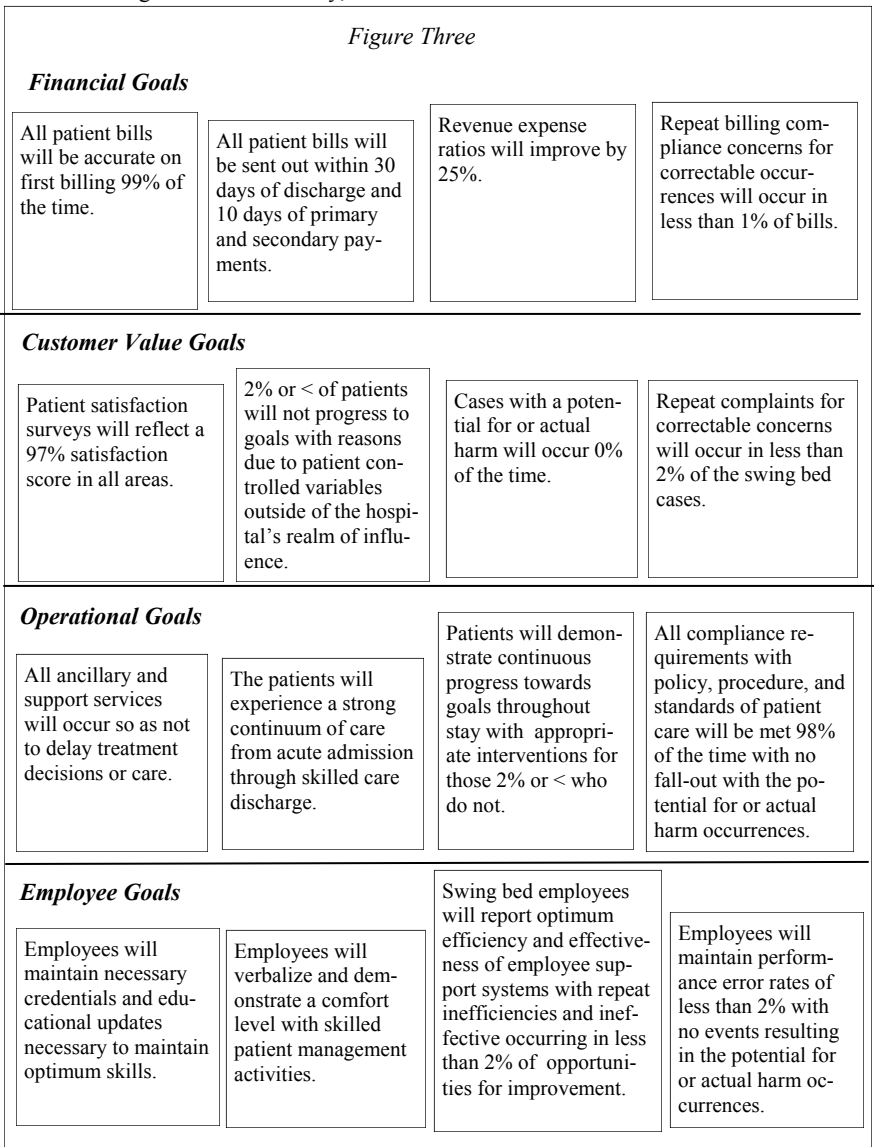 Figure Three
Financial Goals
All patient bills
will be accurate on
first billing 99% of
the time.
All patient bills will
be sent out within 30
days of discharge and
10 days of primary
and secondary pay-
ments.
Revenue expense
ratios will improve by
25%.
Repeat billing com-
pliance concerns for
correctable occur-
rences will occur in
less than 1% of bills.
Customer Value Goals
Patient satisfaction
surveys will reflect a
97% satisfaction
score in all areas.
2% or < of patients
will not progress to
goals with reasons
due to patient con-
trolled variables
outside of the hospi-
tal's realm of influ-
ence.
Cases with a poten-
tial for or actual
harm will occur 0%
of the time.
Repeat complaints for
correctable concerns
will occur in less than
2% of the swing bed
cases.
Operational Goals
All ancillary and
support services
will occur so as not
to delay treatment
decisions or care.
The patients will
experience a strong
continuum of care
from acute admission
through skilled care
discharge.
Patients will demon-
strate continuous
progress towards
goals throughout
stay with appropri-
ate interventions for
those 2% or < who
do not.
All compliance re-
quirements with
policy, procedure, and
standards of patient
care will be met 98%
of the time with no
fall-out with the po-
tential for or actual
harm occurrences.
Employee Goals
Employees will
maintain necessary
credentials and edu-
cational updates
necessary to maintain
optimum skills.
Employees will
verbalize and dem-
onstrate a comfort
level with skilled
patient management
activities.
Swing bed employees
will report optimum
efficiency and effective-
ness of employee sup-
port systems with repeat
inefficiencies and inef-
fective occurring in less
than 2% of opportuni-
ties for improvement.
Employees will
maintain perform-
ance error rates of
less than 2% with
no events resulting
in the potential for
or actual harm oc-
currences.